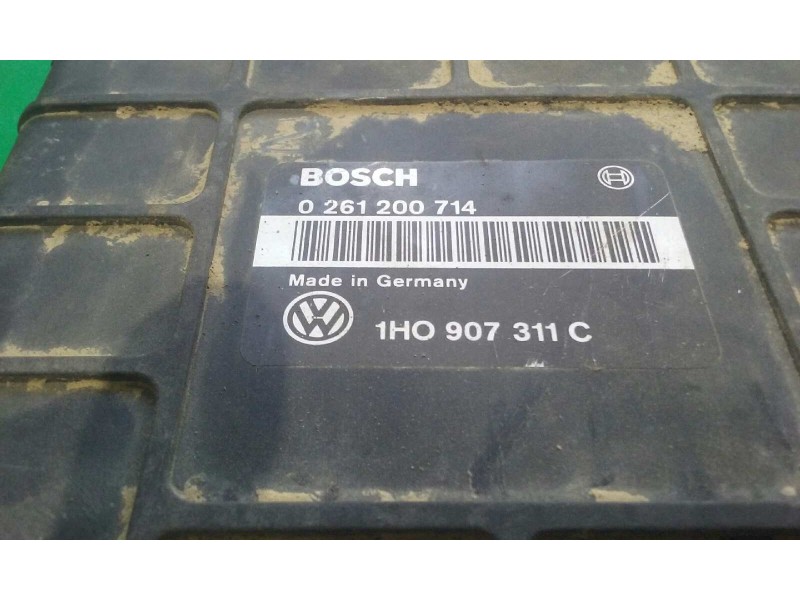 BOSCH
0 261 200 714
Made in Germany
1HO 907 311 C